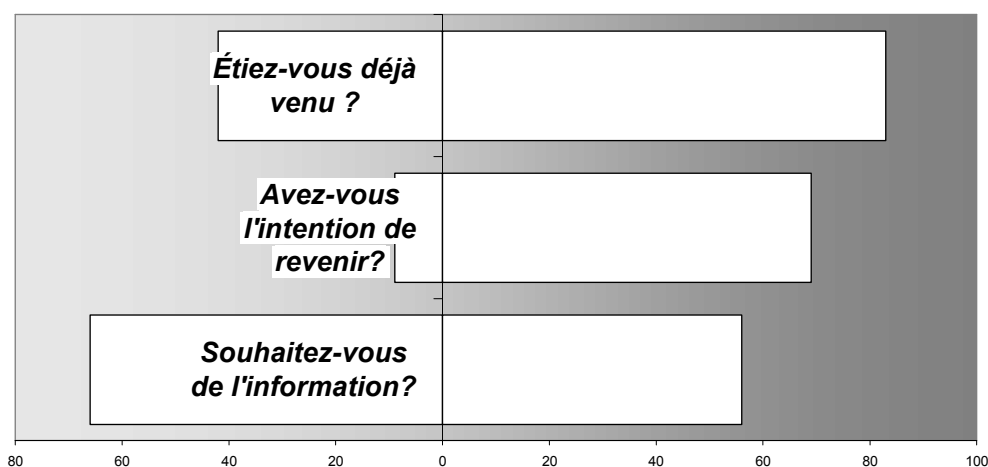 Étiez-vous déjà
venu ?
Avez-vous
l'intention de
revenir?
Souhaitez-vous
de l'information?
80 60 40 20 0 20 40 60 80 100